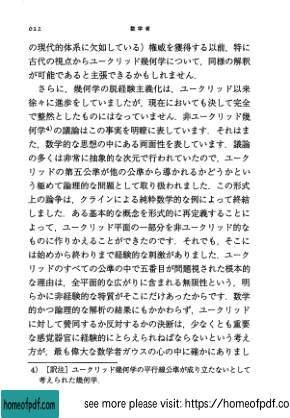 022
数学者
の現代的体系に欠如している）権威を獲得する以前，特に
古代の視点からユークリッド幾何学について，同様の解釈
が可能であると主張できるかもしれません．
さらに，幾何学の脱経験主義化は，ユークリッド以来
徐々に進歩をしていましたが，現在においても決して完全
で整然としたものにはなっていません．非ユークリッド幾
何学4)の議論はこの事実を明瞭に表しています．それはま
た，数学的な思想の中にある両面性を表しています．議論
の多くは非常に抽象的な次元で行われていたので，ユーク
リッドの第五公準が他の公準から導かれるかどうかとい
う極めて論理的な問題として取り扱われました．この形式
上の論争は，クラインによる純粋数学的な例によって終結
しました．ある基本的な概念を形式的に再定義することに
よって，ユークリッド平面の一部分を非ユークリッド的な
ものに作りかえることができたのです．それでも，そこに
は始めから終わりまで経験的な刺激がありました．ユーク
リッドのすべての公準の中で五番目が問題視された根本的
な理由は，全平面的な広がりに含まれる無限性という，明
らかに非経験的な特質がそこにだけあったからです．数学
的かつ論理的な解析の結果にもかかわらず，ユークリッド
に対して賛同するか反対するかの決断は，少なくとも重要
な感覚器官に経験的にとらえられねばならないという考え
方が，最も偉大な数学者ガウスの心の中に確かにありまし
4) ［訳注］ユークリッド幾何学の平行線公準が成り立たないとして
考えられた幾何学．
homeofpdf.com
see more please visit: https://homeofpdf.com